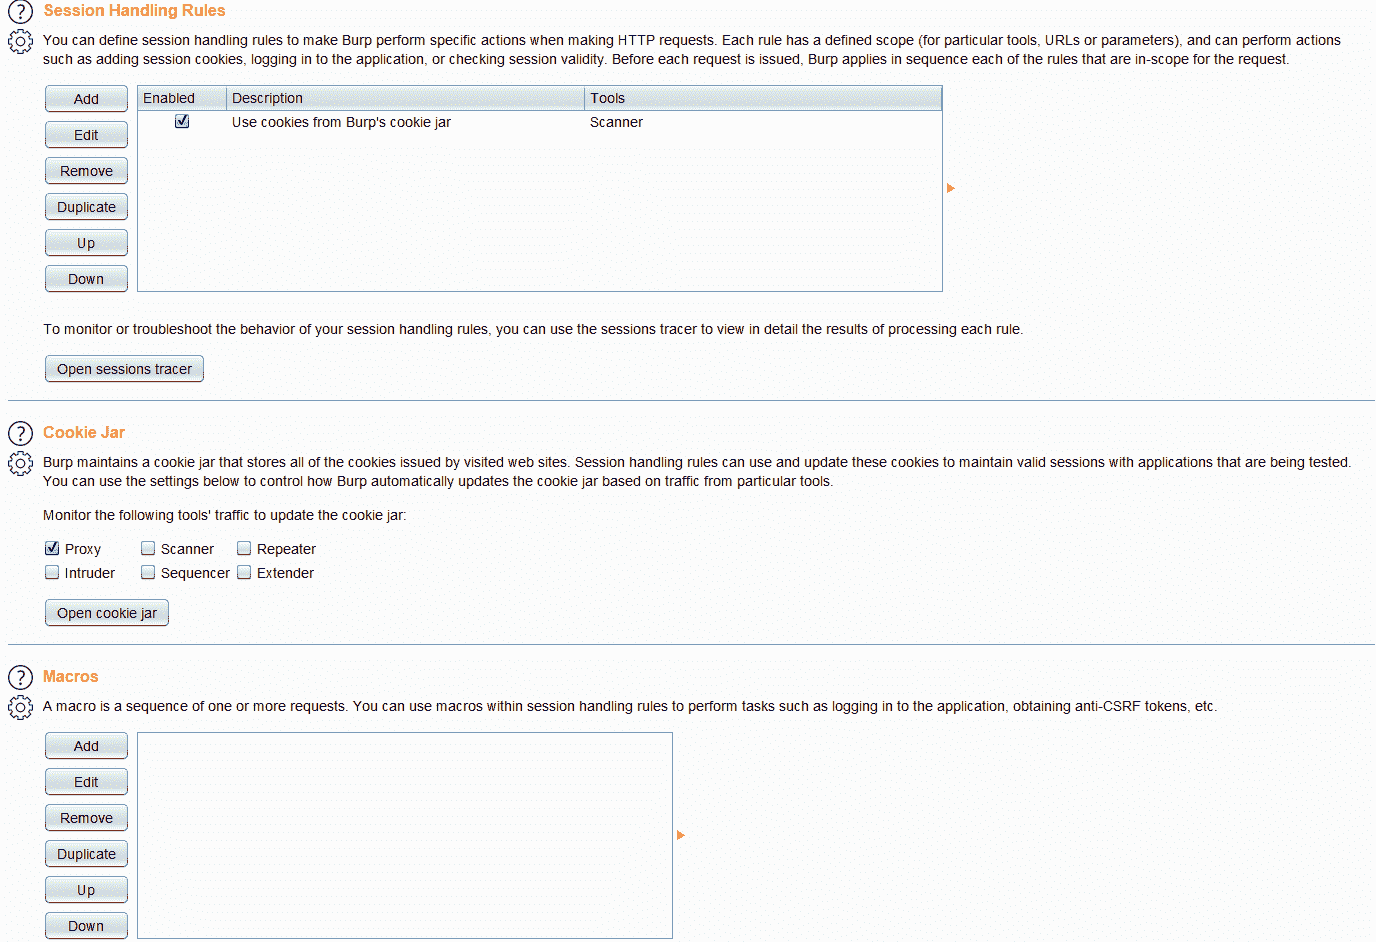 ? Session Handling Rules
You can define session handling rules to make Burp perform specific actions when making HTTP requests. Each rule has a defined scope (for particular tools, URLs or parameters), and can perform actions
such as adding session cookies, logging in to the application, or checking session validity. Before each request is issued, Burp applies in sequence each of the rules that are in-scope for the request.
Add Enabled Description Tools
Use cookies from Burp's cookie jar Scanner
Edit
Remove
Duplicate
Up
Down
To monitor or troubleshoot the behavior of your session handling rules, you can use the sessions tracer to view in detail the results of processing each rule.
Open sessions tracer
? Cookie Jar
Burp maintains a cookie jar that stores all of the cookies issued by visited web sites. Session handling rules can use and update these cookies to maintain valid sessions with applications that are being tested.
You can use the settings below to control how Burp automatically updates the cookie jar based on traffic from particular tools.
Monitor the following tools' traffic to update the cookie jar:
Proxy Scanner Repeater
Intruder Sequencer Extender
Open cookie jar
? Macros
A macro is a sequence of one or more requests. You can use macros within session handling rules to perform tasks such as logging in to the application, obtaining anti-CSRF tokens, etc.
Add
Edit
Remove
Duplicate
Up
Down